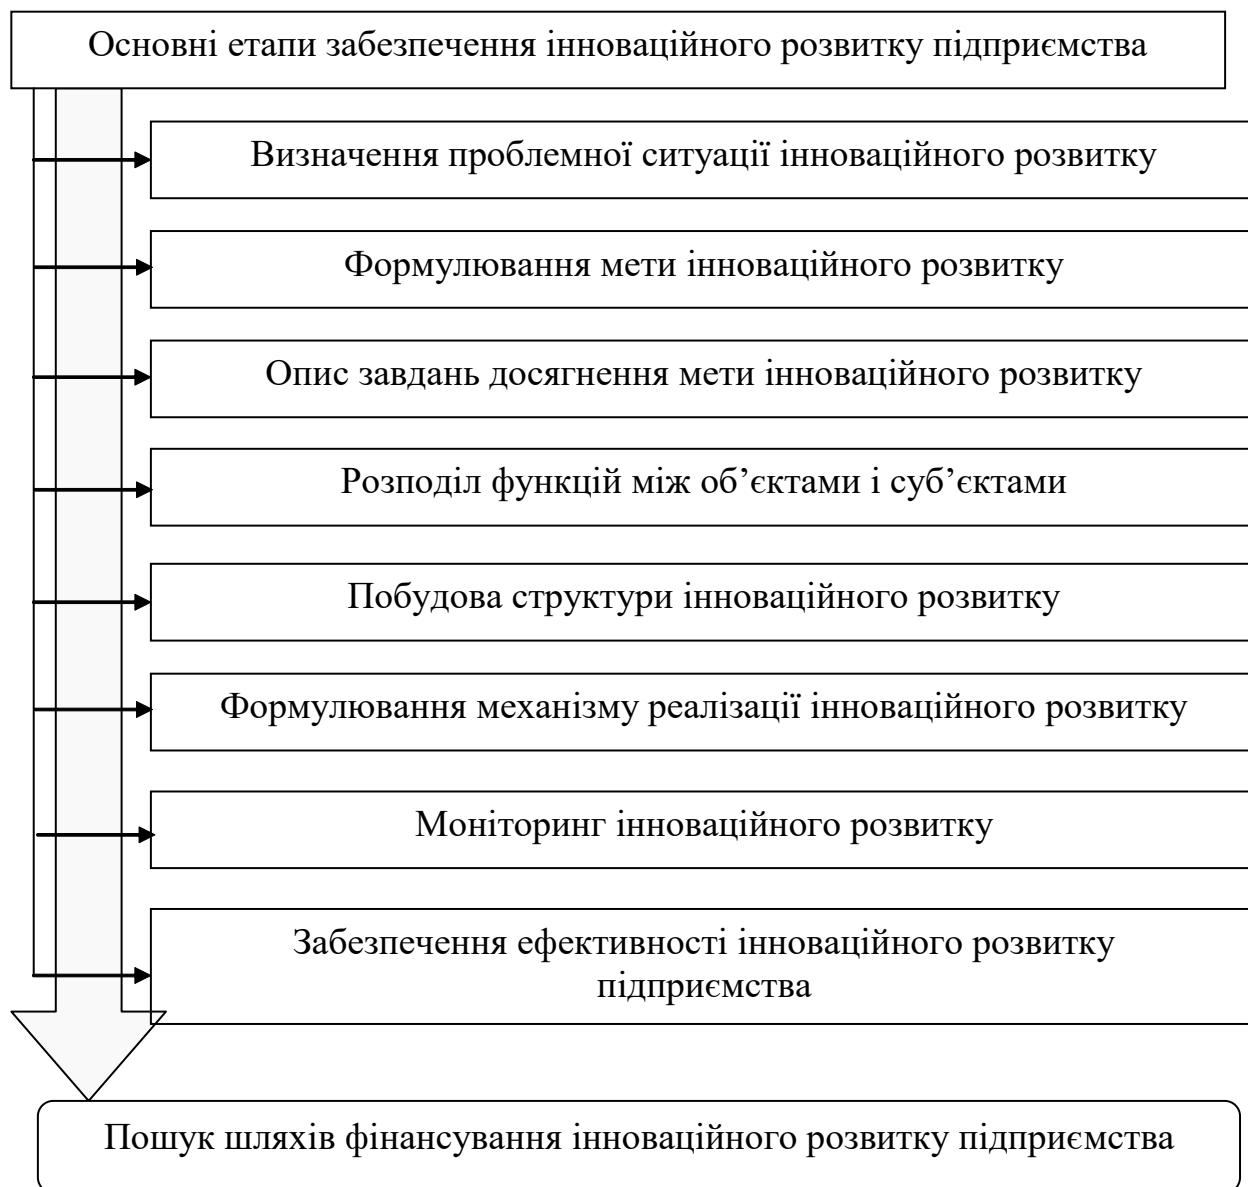 Основні етапи забезпечення інноваційного розвитку підприємства
Визначення проблемної ситуації інноваційного розвитку
Формулювання мети інноваційного розвитку
Опис завдань досягнення мети інноваційного розвитку
Розподіл функцій між об’єктами і суб’єктами
Побудова структури інноваційного розвитку
Формулювання механізму реалізації інноваційного розвитку
Моніторинг інноваційного розвитку
Забезпечення ефективності інноваційного розвитку
підприємства
Пошук шляхів фінансування інноваційного розвитку підприємства